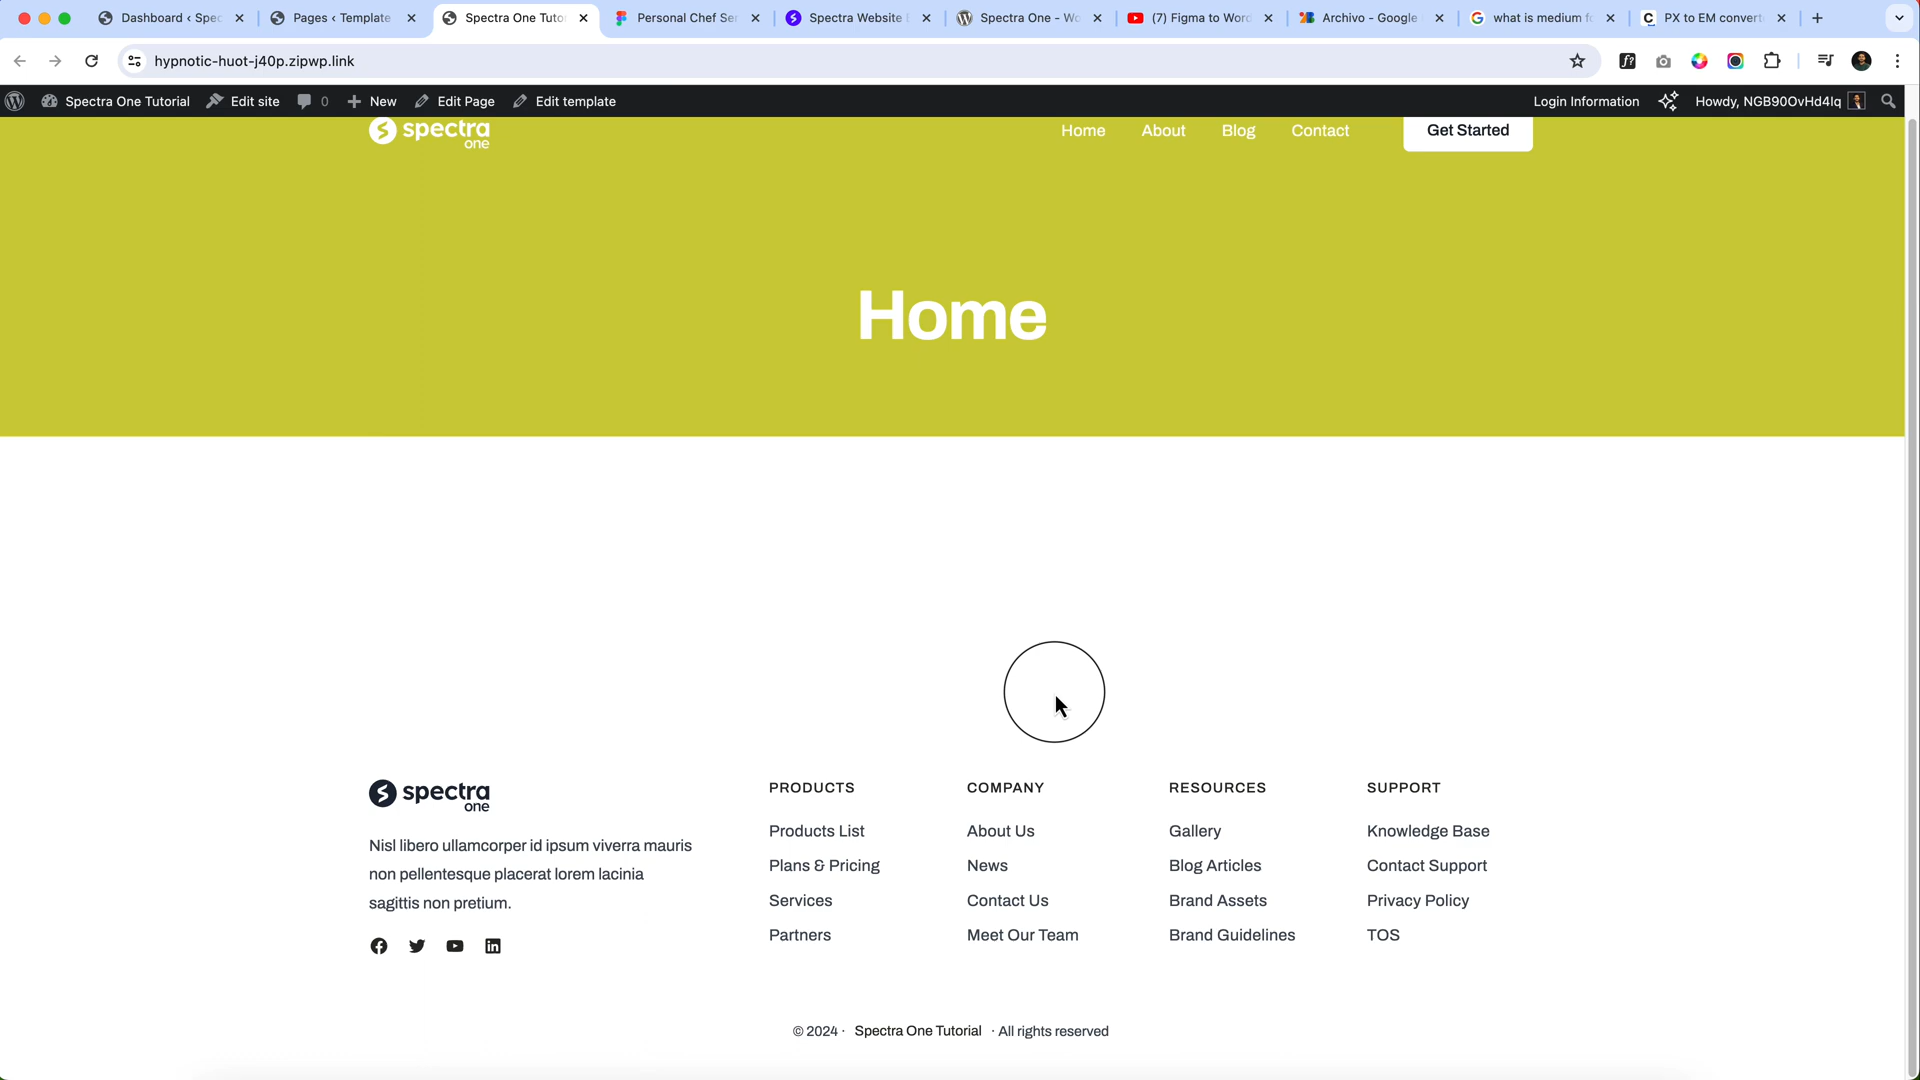 Dashboard ‹ Spec
Pages ‹ Template
Spectra One Tuto
Personal Chef Ser
Spectra Website
Spectra One - Wo
(7) Figma to Word
Archivo - Google
what is medium f
PX to EM convert
hypnotic-huot-j40p.zipwp.link
Spectra One Tutorial
Edit site
0
New
Edit Page
Edit template
Login Information
Howdy, NGB90OvHd4Iq
spectra
one
Home
About
Blog
Contact
Get Started
Home
spectra
one
Nisl libero ullamcorper id ipsum viverra mauris
non pellentesque placerat lorem lacinia
sagittis non pretium.
PRODUCTS
Products List
Plans & Pricing
Services
Partners
COMPANY
About Us
News
Contact Us
Meet Our Team
RESOURCES
Gallery
Blog Articles
Brand Assets
Brand Guidelines
SUPPORT
Knowledge Base
Contact Support
Privacy Policy
TOS
© 2024 · Spectra One Tutorial · All rights reserved